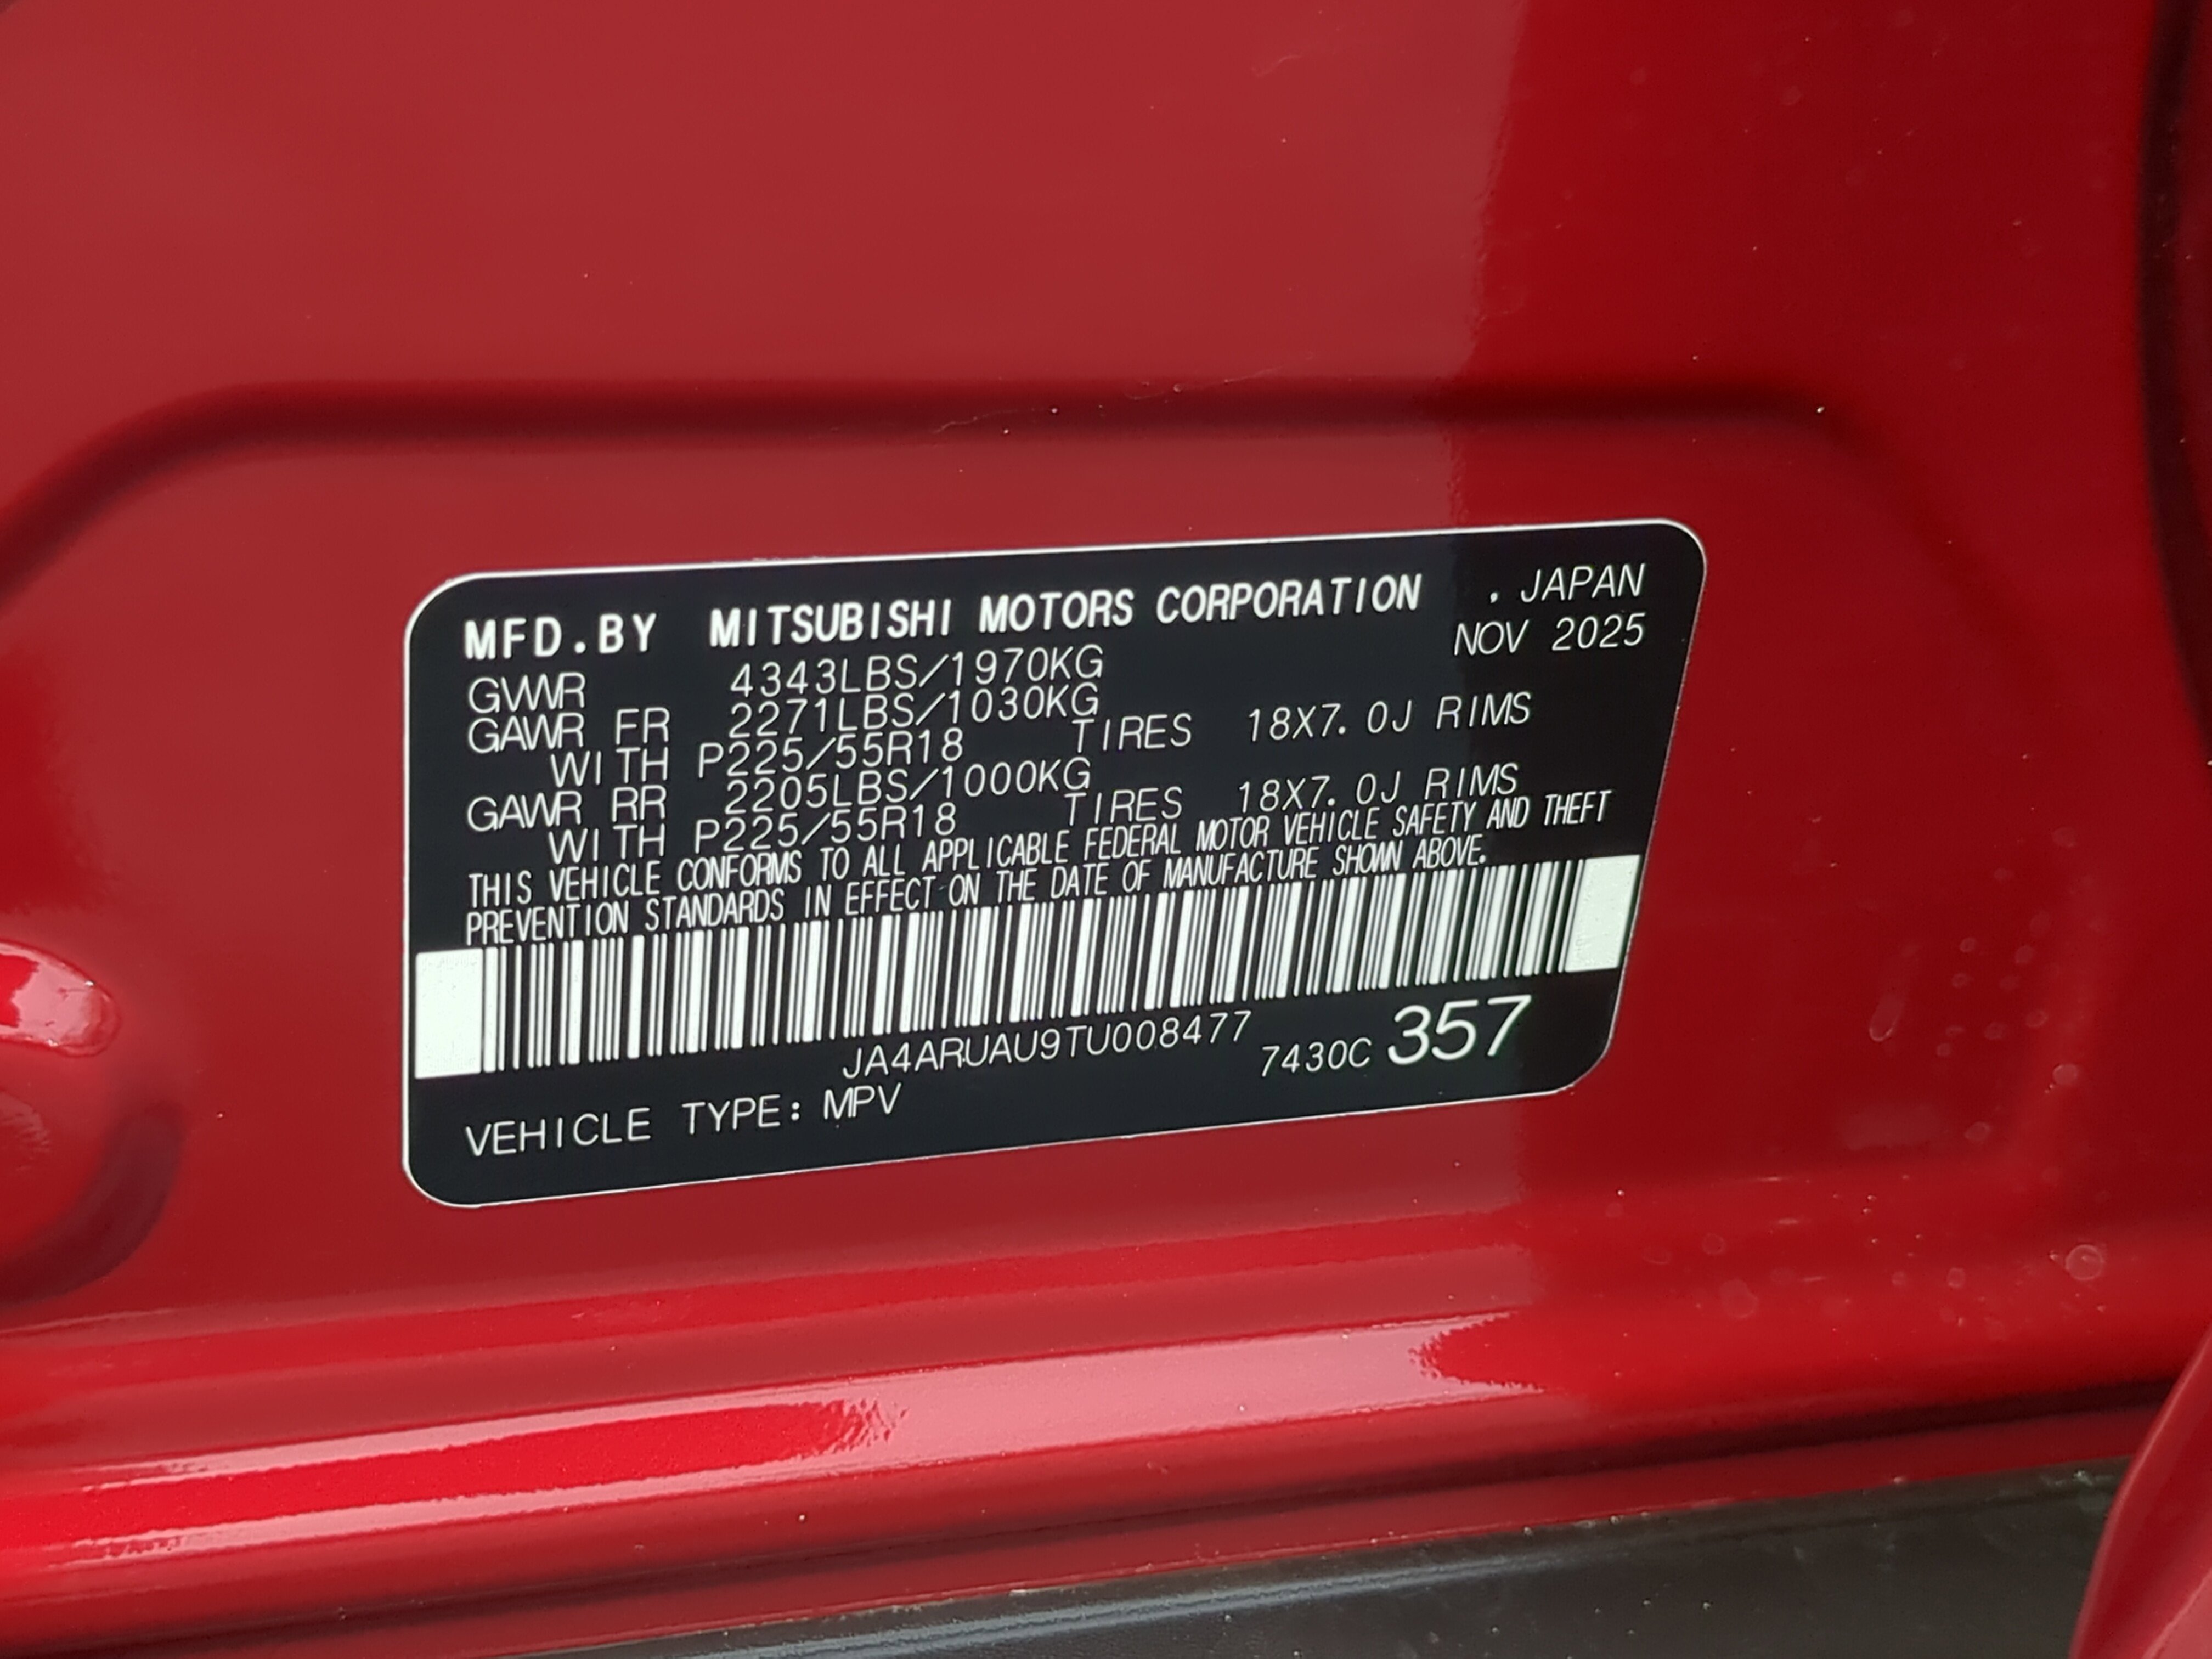 MFD.BY MITSUBISHI MOTORS CORPORATION . JAPAN
GVWR 4343LBS/1970KG NOV 2025
GAWR FR 2271LBS/1030KG
WITH P225/55R18 TIRES 18X7.0J RIMS
GAWR RR 2205LBS/1000KG
WITH P225/55R18 TIRES 18X7.0J RIMS
THIS VEHICLE CONFORMS TO ALL APPLICABLE FEDERAL MOTOR VEHICLE SAFETY AND THEFT
PREVENTION STANDARDS IN EFFECT ON THE DATE OF MANUFACTURE SHOWN ABOVE.
JA4ARUAU9TU008477 7430C 357
VEHICLE TYPE: MPV